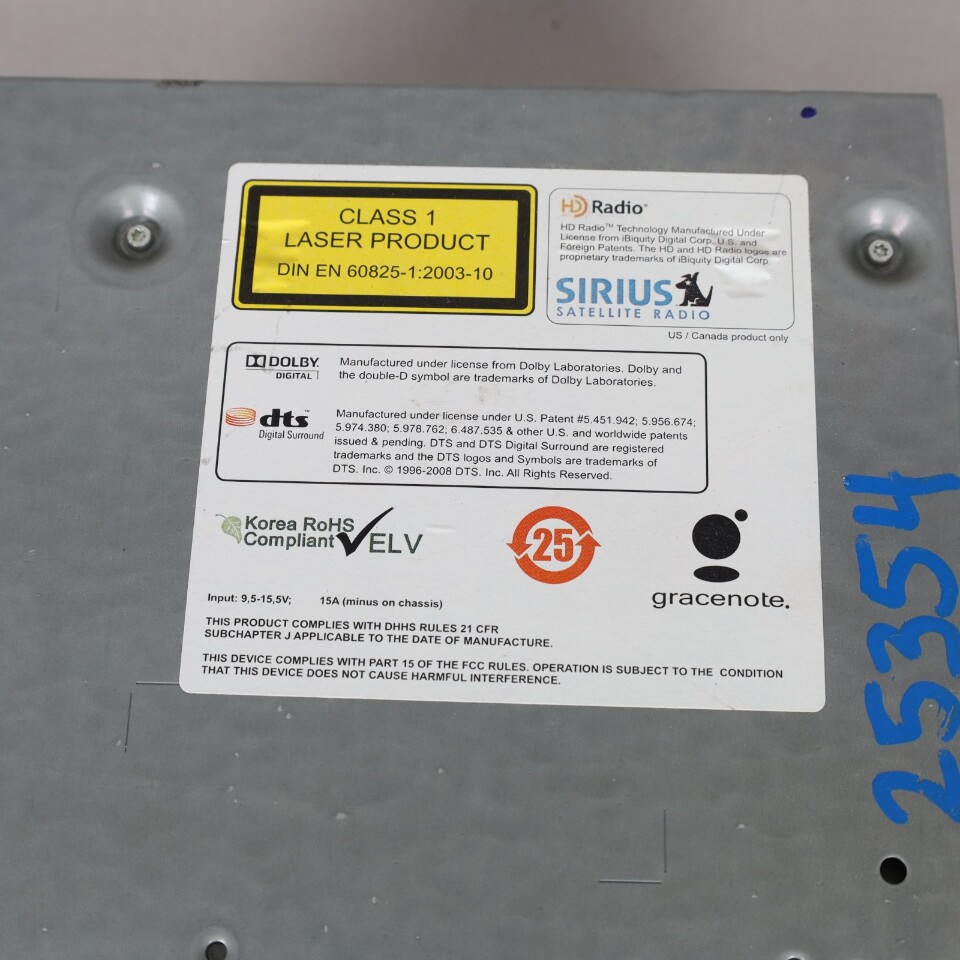 CLASS 1
LASER PRODUCT
DIN EN 60825-1:2003-10
HD Radio™
HD Radio™ Technology Manufactured Under
License from iBiquity Digital Corp. U.S. and
Foreign Patents. The HD and HD Radio logos are
proprietary trademarks of iBiquity Digital Corp.
SIRIUS
SATELLITE RADIO
US / Canada product only
DOLBY.
DIGITAL
Manufactured under license from Dolby Laboratories. Dolby and
the double-D symbol are trademarks of Dolby Laboratories.
dts™
Digital Surround
Manufactured under license under U.S. Patent #5.451.942; 5.956.674;
5.974.380; 5.978.762; 6.487.535 & other U.S. and worldwide patents
issued & pending. DTS and DTS Digital Surround are registered
trademarks and the DTS logos and Symbols are trademarks of
DTS. Inc. © 1996-2008 DTS. Inc. All Rights Reserved.
Korea RoHS
Compliant
ELV
25
gracenote.
Input: 9,5-15,5V; 15A (minus on chassis)
THIS PRODUCT COMPLIES WITH DHHS RULES 21 CFR
SUBCHAPTER J APPLICABLE TO THE DATE OF MANUFACTURE.
THIS DEVICE COMPLIES WITH PART 15 OF THE FCC RULES. OPERATION IS SUBJECT TO THE CONDITION
THAT THIS DEVICE DOES NOT CAUSE HARMFUL INTERFERENCE.
25354